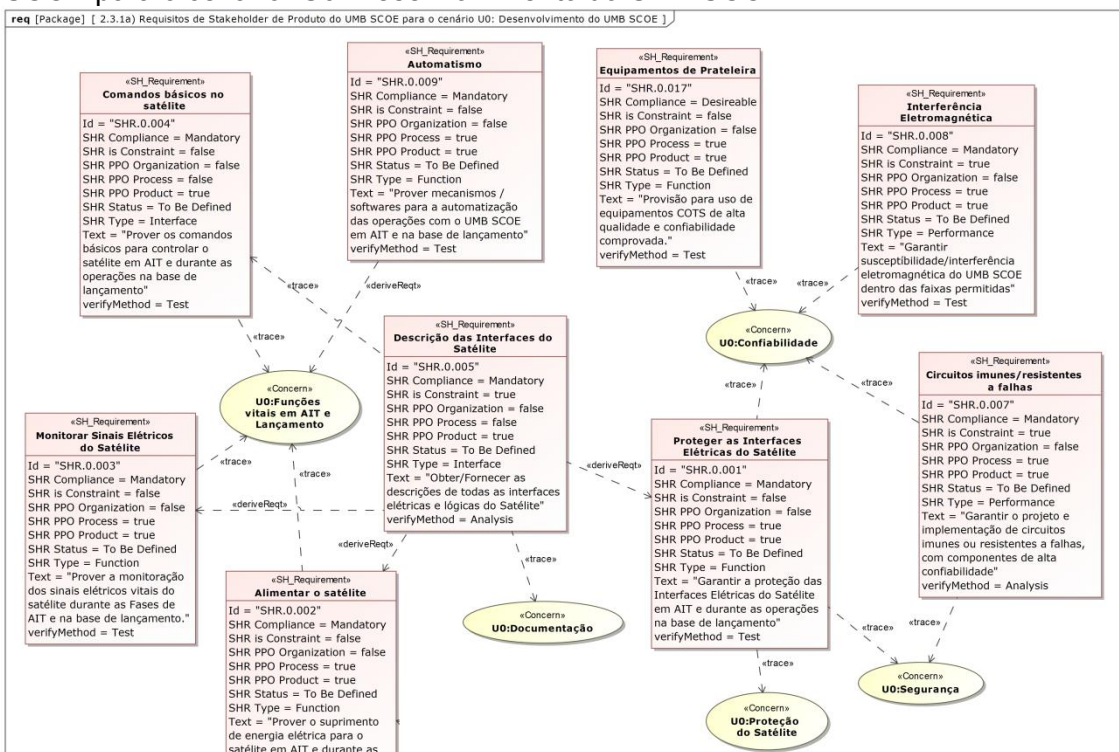 req [Package] [ 2.3.1a) Requisitos de Stakeholder de Produto do UMB SCOE para o cenário U0: Desenvolvimento do UMB SCOE ]
«SH_Requirement»
Comandos básicos no
satélite
Id = "SHR.0.004"
SHR Compliance = Mandatory
SHR is Constraint = false
SHR PPO Organization = false
SHR PPO Process = false
SHR PPO Product = true
SHR Status = To Be Defined
SHR Type = Interface
Text = "Prover os comandos
básicos para controlar o
satélite em AIT e durante as
operações na base de
lançamento"
verifyMethod = Test
«SH_Requirement»
Automatismo
Id = "SHR.0.009"
SHR Compliance = Mandatory
SHR is Constraint = false
SHR PPO Organization = false
SHR PPO Process = true
SHR PPO Product = true
SHR Status = To Be Defined
SHR Type = Function
Text = "Prover mecanismos /
softwares para a automatização
das operações com o UMB SCOE
em AIT e na base de lançamento"
verifyMethod = Test
«SH_Requirement»
Equipamentos de Prateleira
Id = "SHR.0.017"
SHR Compliance = Desireable
SHR is Constraint = false
SHR PPO Organization = false
SHR PPO Process = true
SHR PPO Product = true
SHR Status = To Be Defined
SHR Type = Function
Text = "Provisão para uso de
equipamentos COTS de alta
qualidade e confiabilidade
comprovada."
verifyMethod = Test
«SH_Requirement»
Interferência
Eletromagnética
Id = "SHR.0.008"
SHR Compliance = Mandatory
SHR is Constraint = true
SHR PPO Organization = false
SHR PPO Process = true
SHR PPO Product = true
SHR Status = To Be Defined
SHR Type = Performance
Text = "Garantir
susceptíbilidade/interferência
eletromagnética do UMB SCOE
dentro das faixas permitidas"
verifyMethod = Test
«deriveReqt»
«trace»
«trace»
«trace»
«SH_Requirement»
Descrição das Interfaces do
Satélite
Id = "SHR.0.005"
SHR Compliance = Mandatory
SHR is Constraint = true
SHR PPO Organization = false
SHR PPO Process = false
SHR PPO Product = true
SHR Status = To Be Defined
SHR Type = Interface
Text = "Obter/Fornecer as
descrições de todas as interfaces
elétricas e lógicas do Satélite"
verifyMethod = Analysis
«Concern»
U0:Confiabilidade
«Concern»
U0:Funções
vitais em AIT e
Lançamento
«trace»
«trace»
«SH_Requirement»
Circuitos imunes/resistentes
a falhas
Id = "SHR.0.007"
SHR Compliance = Mandatory
SHR is Constraint = true
SHR PPO Organization = false
SHR PPO Process = true
SHR PPO Product = true
SHR Status = To Be Defined
SHR Type = Performance
Text = "Garantir o projeto e
implementação de circuitos
imunes ou resistentes a falhas,
com componentes de alta
confiabilidade"
verifyMethod = Analysis
«SH_Requirement»
Monitorar Sinais Elétricos
do Satélite
Id = "SHR.0.003"
SHR Compliance = Mandatory
SHR is Constraint = false
SHR PPO Organization = false
SHR PPO Process = true
SHR PPO Product = true
SHR Status = To Be Defined
SHR Type = Function
Text = "Prover a monitoração
dos sinais elétricos vitais do
satélite durante as Fases de
AIT e na base de lançamento."
verifyMethod = Test
«trace»
«trace»
«deriveReqt»
«deriveReqt»
«deriveReqt»
«trace»
«SH_Requirement»
Proteger as Interfaces
Elétricas do Satélite
Id = "SHR.0.001"
SHR Compliance = Mandatory
SHR is Constraint = false
SHR PPO Organization = false
SHR PPO Process = true
SHR PPO Product = true
SHR Status = To Be Defined
SHR Type = Function
Text = "Garantir a proteção das
Interfaces Elétricas do Satélite
em AIT e durante as operações
na base de lançamento"
verifyMethod = Test
«SH_Requirement»
Alimentar o satélite
Id = "SHR.0.002"
SHR Compliance = Mandatory
SHR is Constraint = false
SHR PPO Organization = false
SHR PPO Process = true
SHR PPO Product = true
SHR Status = To Be Defined
SHR Type = Function
Text = "Prover o suprimento
de energia elétrica para o
satélite em AIT e durante as
«Concern»
U0:Documentação
«trace»
«trace»
«trace»
«Concern»
U0:Segurança
«Concern»
U0:Proteção
do Satélite